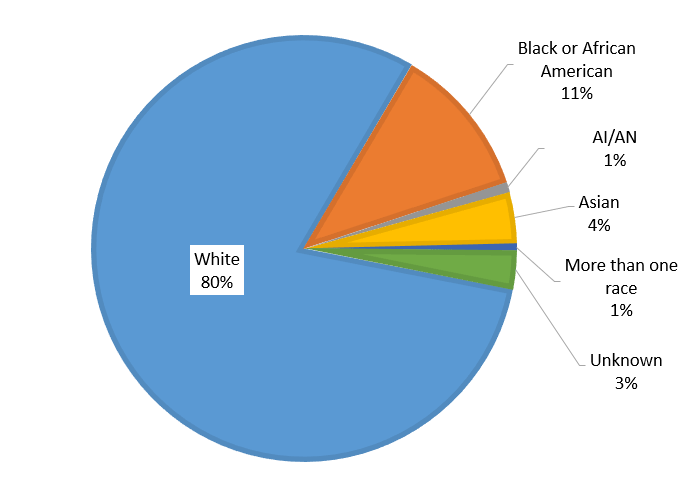 Black or African
American
11%
AI/AN
1%
Asian
4%
White
80%
More than one
race
1%
Unknown
3%